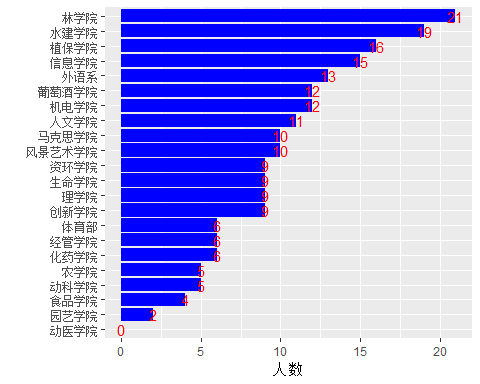 林学院 21
水建学院 19
植保学院 16
信息学院 15
外语系 13
葡萄酒学院 12
机电学院 12
人文学院 11
马克思学院 10
风景艺术学院 10
资环学院 9
生命学院 9
理学院 9
创新学院 9
体育部 6
经管学院 6
化药学院 6
农学院 5
动科学院 5
食品学院 4
园艺学院 2
动医学院 0
0 5 10 15 20
人数